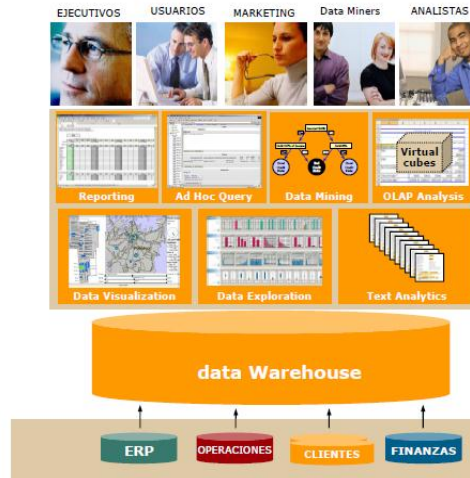 EJECUTIVOS
USUARIOS
MARKETING
Data Miners
ANALISTAS
Virtual
cubes
Reporting
Ad Hoc Query
Data Mining
OLAP Analysis
Data Visualization
Data Exploration
Text Analytics
data Warehouse
ERP
OPERACIONES
CLIENTES
FINANZAS